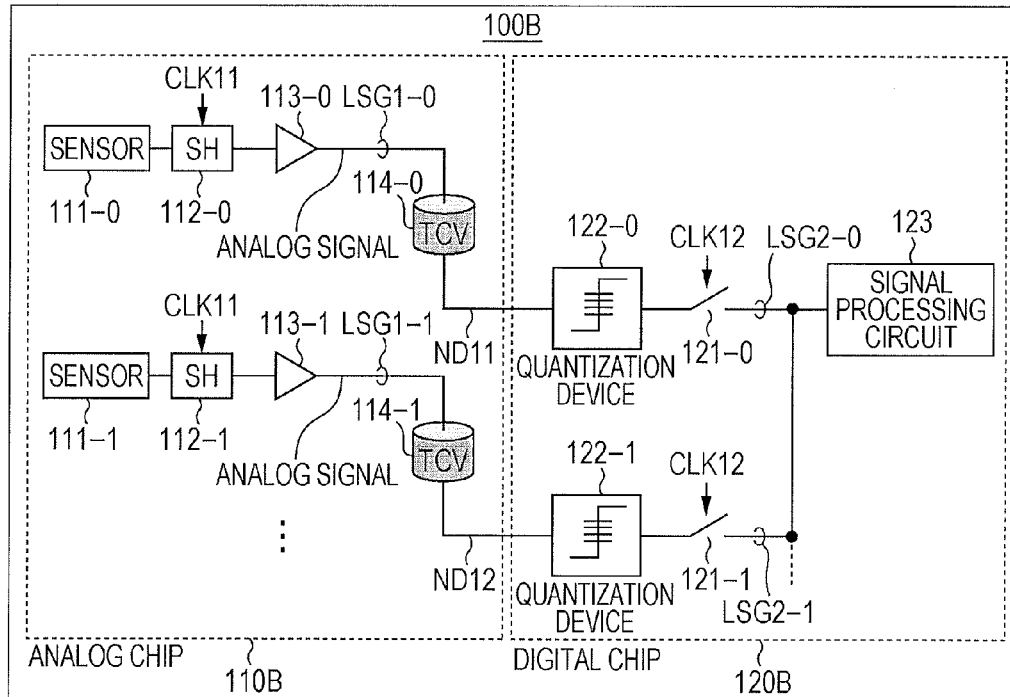 100B
CLK11
113-0
LSG1-0
SENSOR
SH
111-0
112-0
114-0
TCV
ANALOG SIGNAL
122-0
CLK12
LSG2-0
123
SIGNAL
PROCESSING
CIRCUIT
ND11
QUANTIZATION
DEVICE
121-0
CLK11
113-1
LSG1-1
SENSOR
SH
111-1
112-1
114-1
TCV
ANALOG SIGNAL
122-1
CLK12
ND12
QUANTIZATION
DEVICE
121-1
LSG2-1
ANALOG CHIP
110B
DIGITAL CHIP
120B